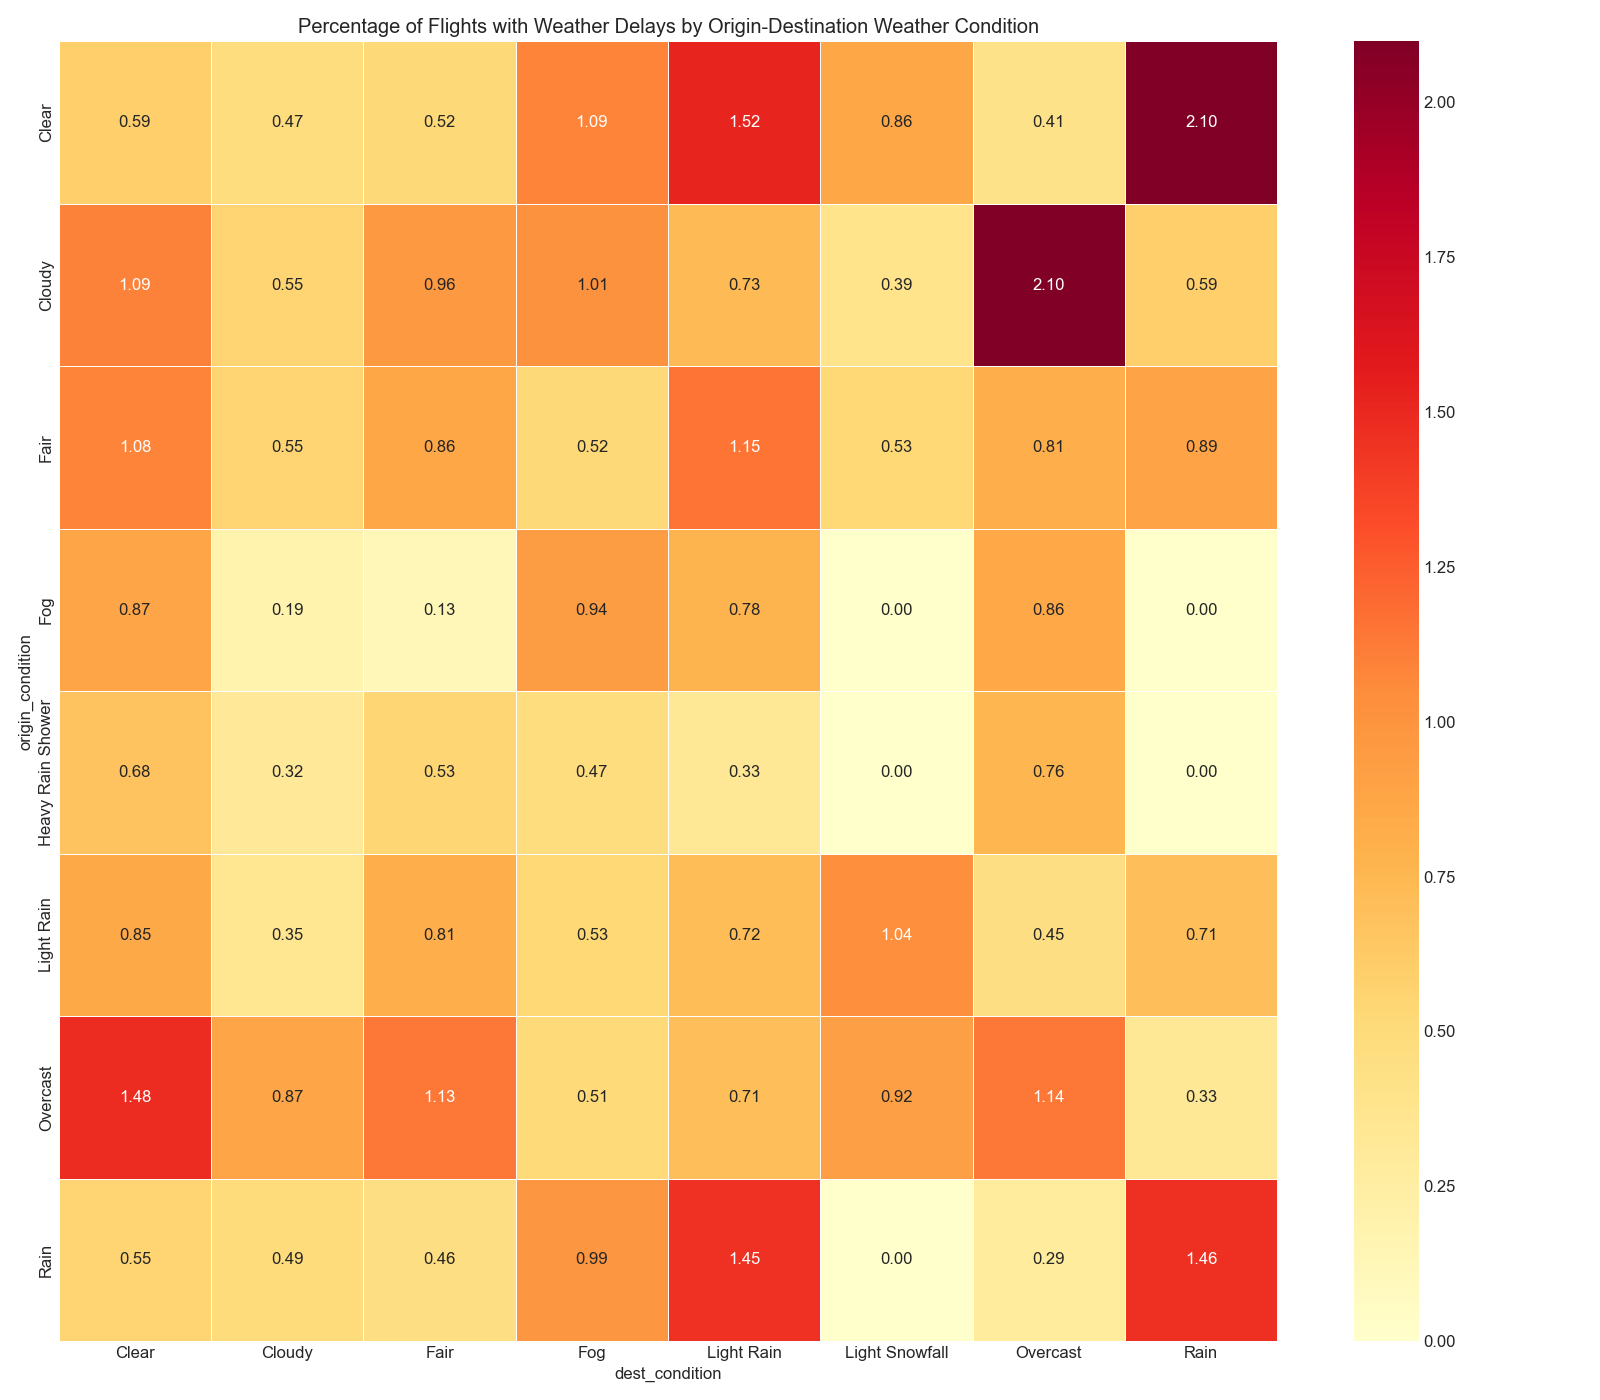 Percentage of Flights with Weather Delays by Origin-Destination Weather Condition
origin_condition
Clear 0.59 0.47 0.52 1.09 1.52 0.86 0.41 2.10
Cloudy 1.09 0.55 0.96 1.01 0.73 0.39 2.10 0.59
Fair 1.08 0.55 0.86 0.52 1.15 0.53 0.81 0.89
Fog 0.87 0.19 0.13 0.94 0.78 0.00 0.86 0.00
Heavy Rain Shower 0.68 0.32 0.53 0.47 0.33 0.00 0.76 0.00
Light Rain 0.85 0.35 0.81 0.53 0.72 1.04 0.45 0.71
Overcast 1.48 0.87 1.13 0.51 0.71 0.92 1.14 0.33
Rain 0.55 0.49 0.46 0.99 1.45 0.00 0.29 1.46
Clear Cloudy Fair Fog Light Rain Light Snowfall Overcast Rain
dest_condition
2.00
1.75
1.50
1.25
1.00
0.75
0.50
0.25
0.00